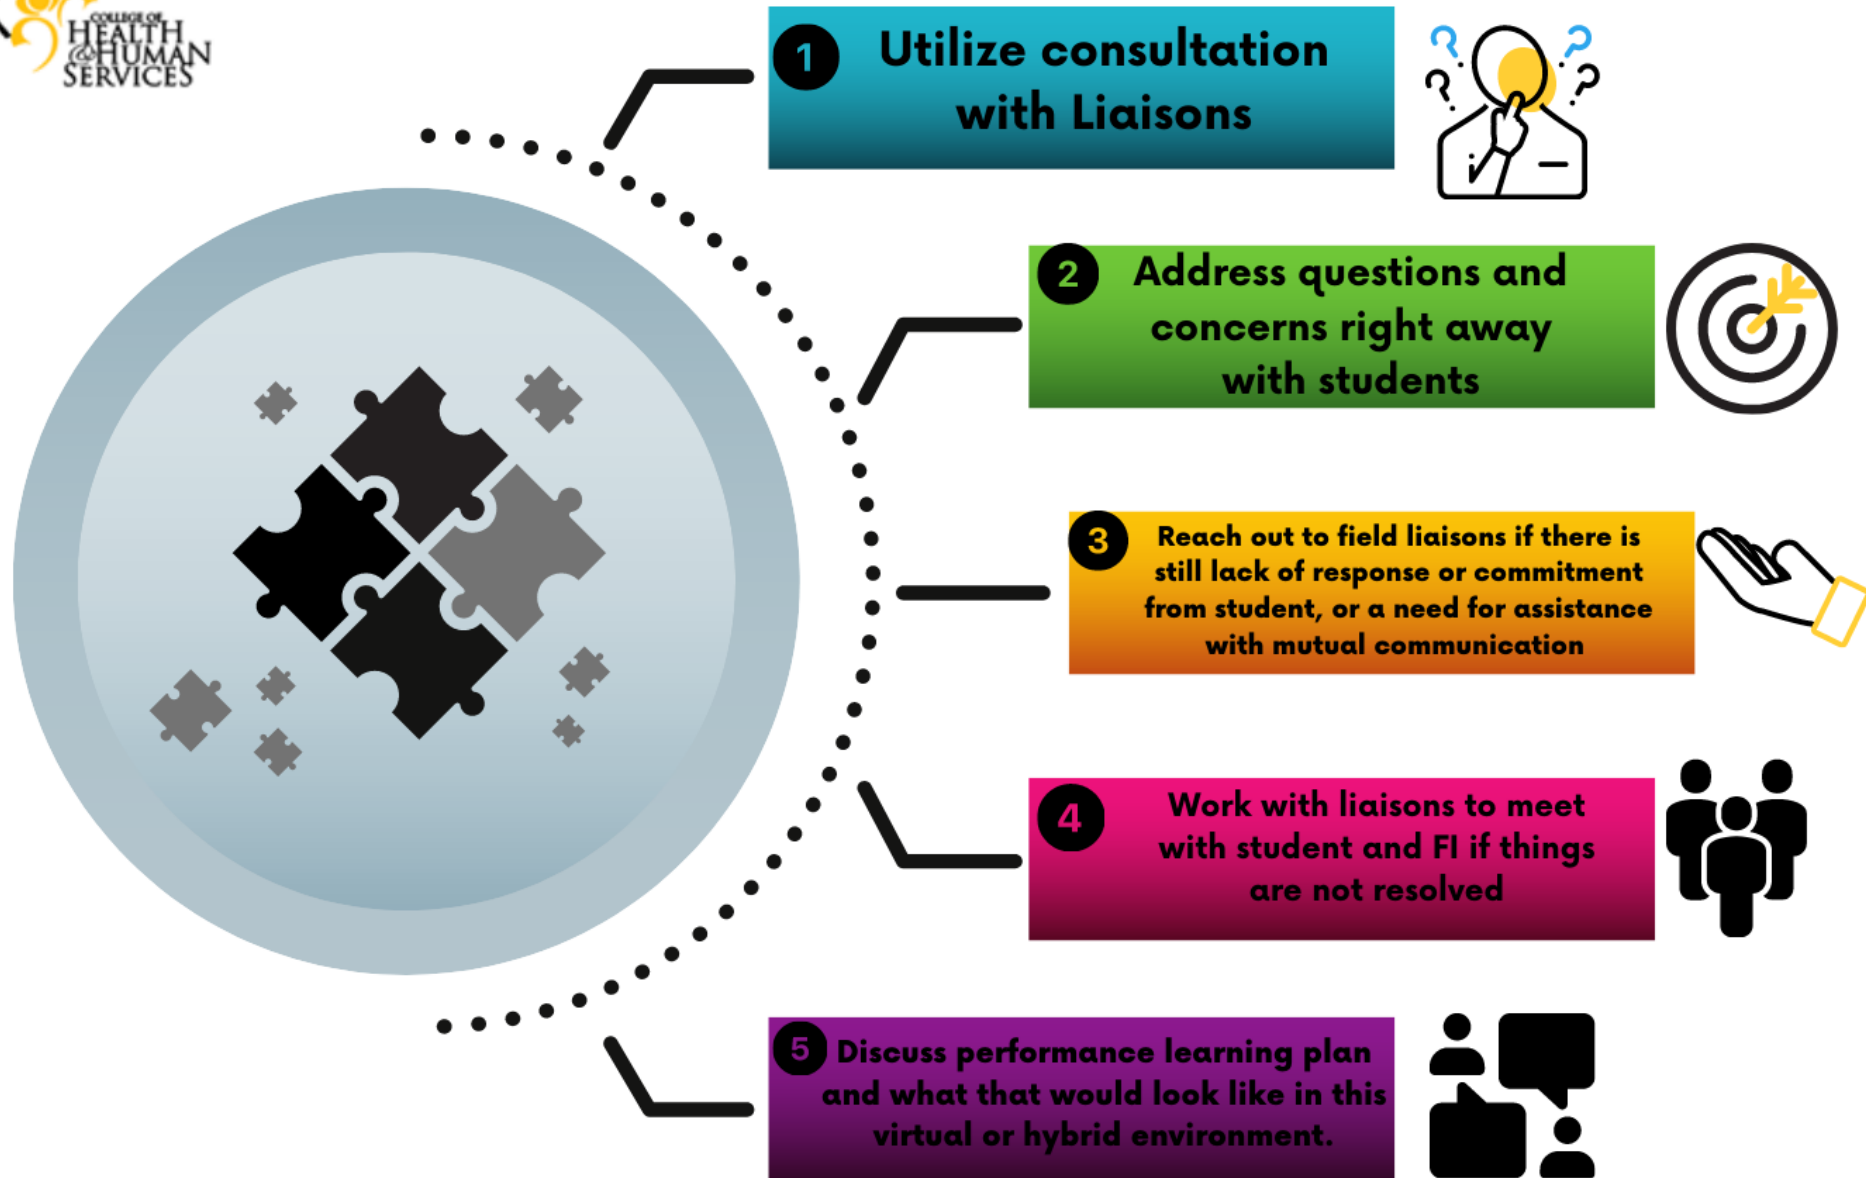 COLLEGE OF
HEALTH
&HUMAN
SERVICES
1
Utilize consultation
with Liaisons
2
Address questions and
concerns right away
with students
3
Reach out to field liaisons if there is
still lack of response or commitment
from student, or a need for assistance
with mutual communication
4
Work with liaisons to meet
with student and FI if things
are not resolved
5
Discuss performance learning plan
and what that would look like in this
virtual or hybrid environment.